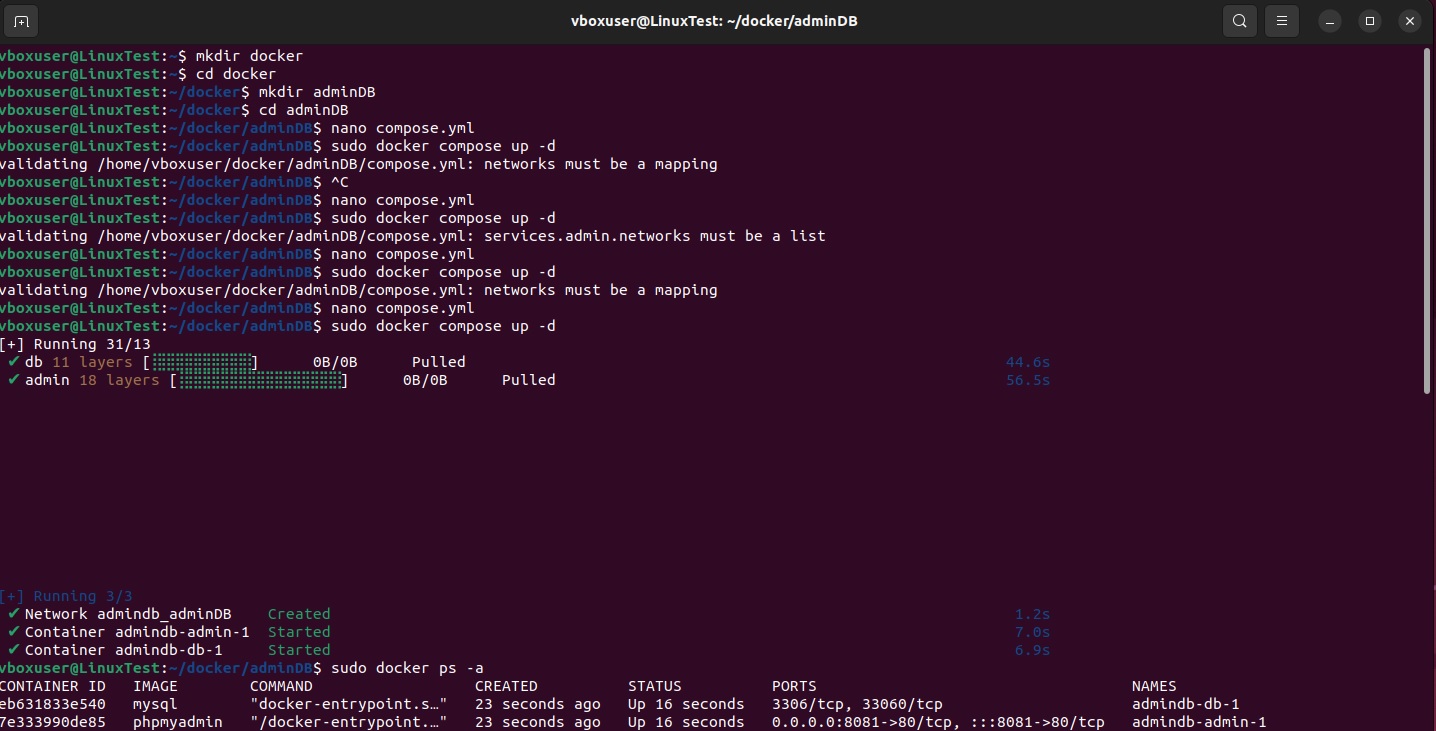 vboxuser@LinuxTest: ~/docker/adminDB
vboxuser@LinuxTest:~$ mkdir docker
vboxuser@LinuxTest:~$ cd docker
vboxuser@LinuxTest:~/docker$ mkdir adminDB
vboxuser@LinuxTest:~/docker$ cd adminDB
vboxuser@LinuxTest:~/docker/adminDB$ nano compose.yml
vboxuser@LinuxTest:~/docker/adminDB$ sudo docker compose up -d
validating /home/vboxuser/docker/adminDB/compose.yml: networks must be a mapping
vboxuser@LinuxTest:~/docker/adminDB$ ^C
vboxuser@LinuxTest:~/docker/adminDB$ nano compose.yml
vboxuser@LinuxTest:~/docker/adminDB$ sudo docker compose up -d
validating /home/vboxuser/docker/adminDB/compose.yml: services.admin.networks must be a list
vboxuser@LinuxTest:~/docker/adminDB$ nano compose.yml
vboxuser@LinuxTest:~/docker/adminDB$ sudo docker compose up -d
validating /home/vboxuser/docker/adminDB/compose.yml: networks must be a mapping
vboxuser@LinuxTest:~/docker/adminDB$ nano compose.yml
vboxuser@LinuxTest:~/docker/adminDB$ sudo docker compose up -d
[+] Running 31/13
✔ db 11 layers [⣿⣿⣿⣿⣿⣿⣿⣿⣿⣿⣿] 0B/0B Pulled 44.6s
✔ admin 18 layers [⣿⣿⣿⣿⣿⣿⣿⣿⣿⣿⣿⣿⣿⣿⣿⣿⣿⣿] 0B/0B Pulled 56.5s
[+] Running 3/3
✔ Network admindb_adminDB Created 1.2s
✔ Container admindb-admin-1 Started 7.0s
✔ Container admindb-db-1 Started 6.9s
vboxuser@LinuxTest:~/docker/adminDB$ sudo docker ps -a
CONTAINER ID IMAGE COMMAND CREATED STATUS PORTS NAMES
eb631833e540 mysql "docker-entrypoint.s…" 23 seconds ago Up 16 seconds 3306/tcp, 33060/tcp admindb-db-1
7e333990de85 phpmyadmin "/docker-entrypoint.…" 23 seconds ago Up 16 seconds 0.0.0.0:8081->80/tcp, :::8081->80/tcp admindb-admin-1